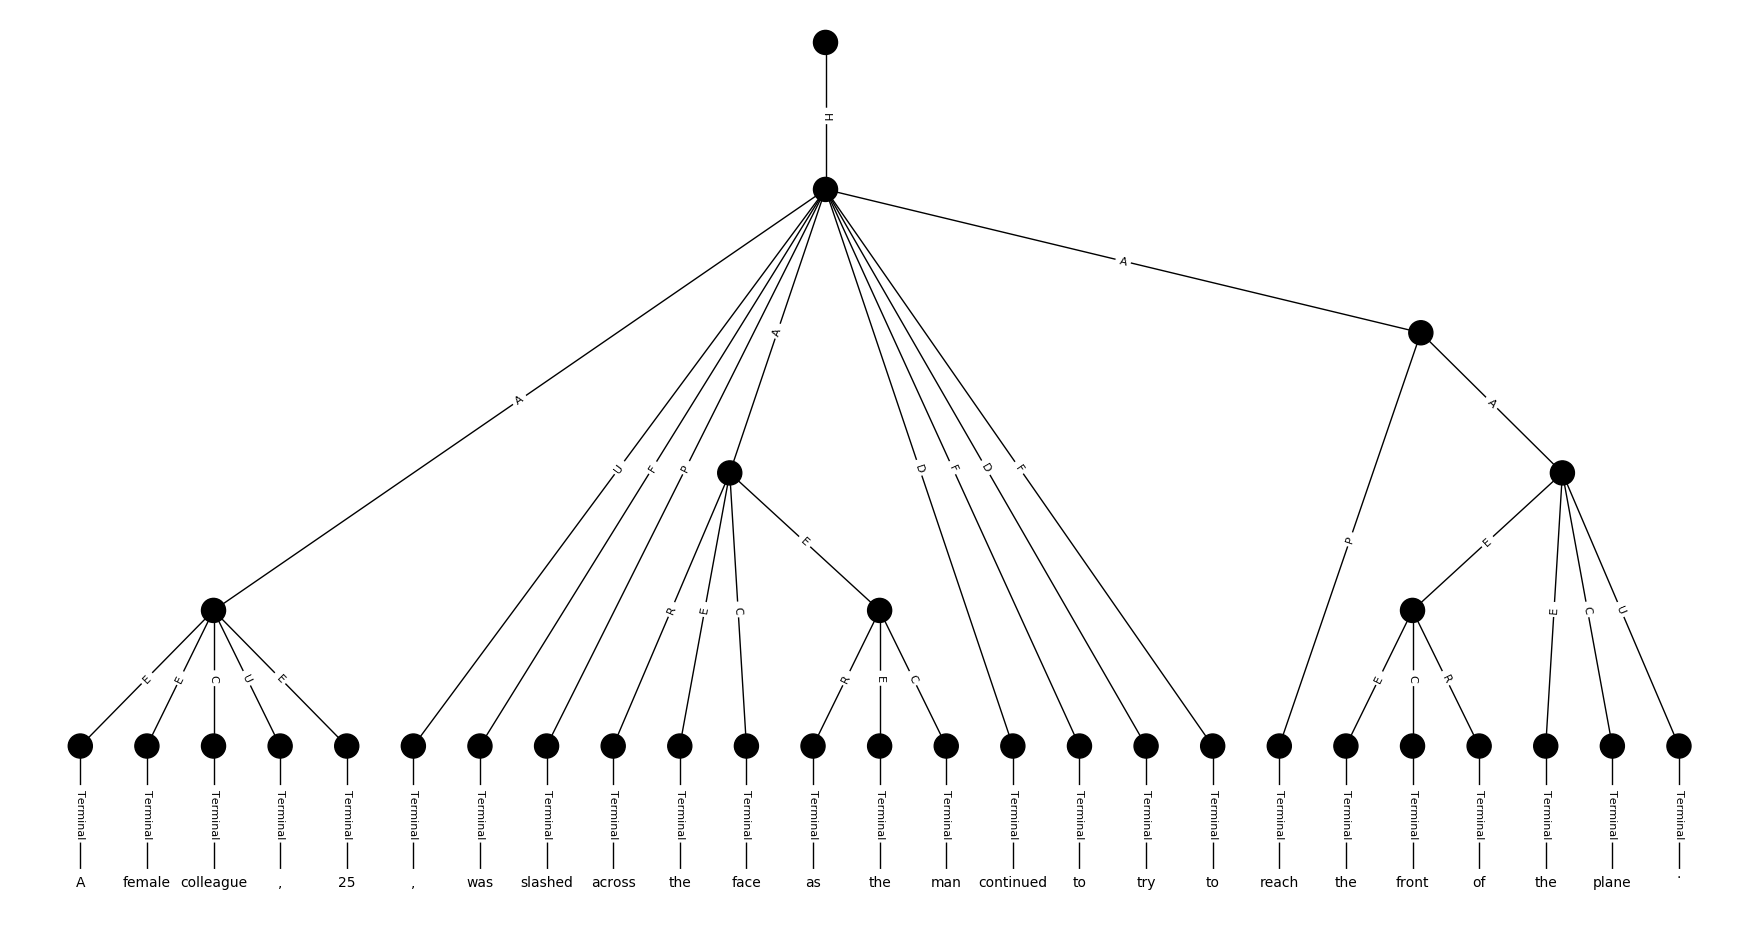 H
A
A
A
A
U
F
P
D
F
D
F
P
E
E
R
E
C
E
C
U
E
E
C
U
E
R
E
C
E
C
R
Terminal Terminal Terminal Terminal Terminal Terminal Terminal Terminal Terminal Terminal Terminal Terminal Terminal Terminal Terminal Terminal Terminal Terminal Terminal Terminal Terminal Terminal Terminal Terminal Terminal
A female colleague , 25 , was slashed across the face as the man continued to try to reach the front of the plane .